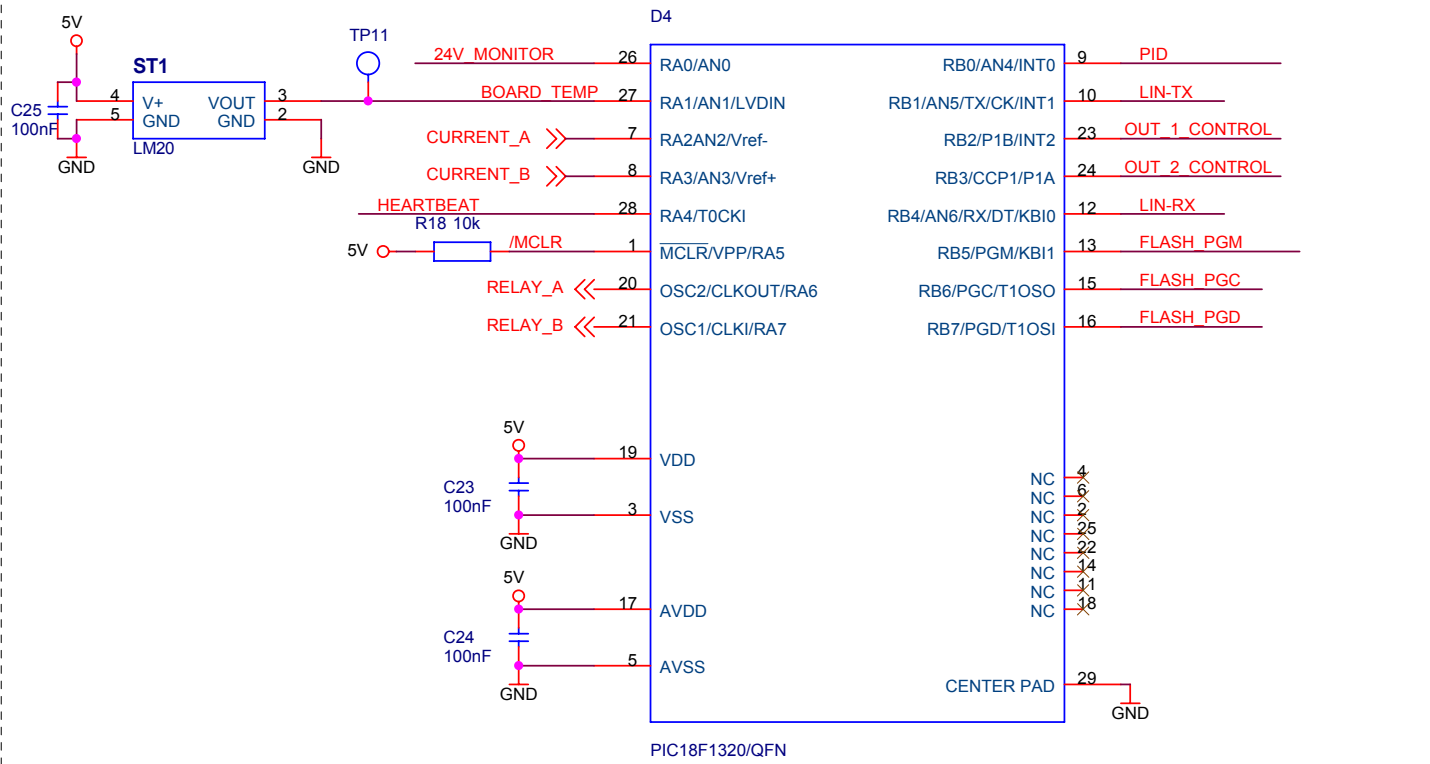 D4
5V
TP11
ST1
24V_MONITOR 26 RA0/AN0 RB0/AN4/INT0 9 PID
C25
100nF
4 V+ VOUT 3
5 GND GND 2
LM20
GND
GND
BOARD_TEMP 27 RA1/AN1/LVDIN RB1/AN5/TX/CK/INT1 10 LIN-TX
CURRENT_A 7 RA2AN2/Vref- RB2/P1B/INT2 23 OUT_1_CONTROL
CURRENT_B 8 RA3/AN3/Vref+ RB3/CCP1/P1A 24 OUT_2_CONTROL
HEARTBEAT 28 RA4/T0CKI RB4/AN6/RX/DT/KBI0 12 LIN-RX
R18 10k
5V /MCLR 1 MCLR/VPP/RA5 RB5/PGM/KBI1 13 FLASH_PGM
RELAY_A 20 OSC2/CLKOUT/RA6 RB6/PGC/T1OSO 15 FLASH_PGC
RELAY_B 21 OSC1/CLKI/RA7 RB7/PGD/T1OSI 16 FLASH_PGD
5V
19 VDD
C23
100nF
3 VSS
GND
5V
17 AVDD
C24
100nF
5 AVSS
GND
NC 4
NC 6
NC 2
NC 25
NC 22
NC 14
NC 11
NC 18
CENTER PAD 29
GND
PIC18F1320/QFN